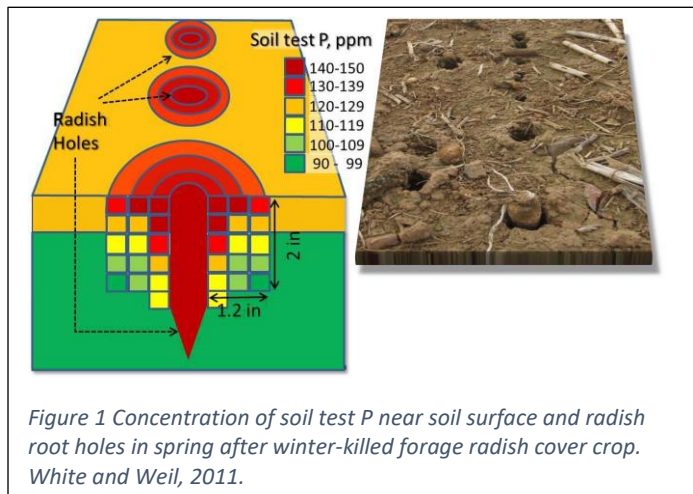 Soil test P, ppm
140-150
130-139
120-129
110-119
100-109
90 - 99
Radish
Holes
2 in
1.2 in
Figure 1 Concentration of soil test P near soil surface and radish
root holes in spring after winter-killed forage radish cover crop.
White and Weil, 2011.